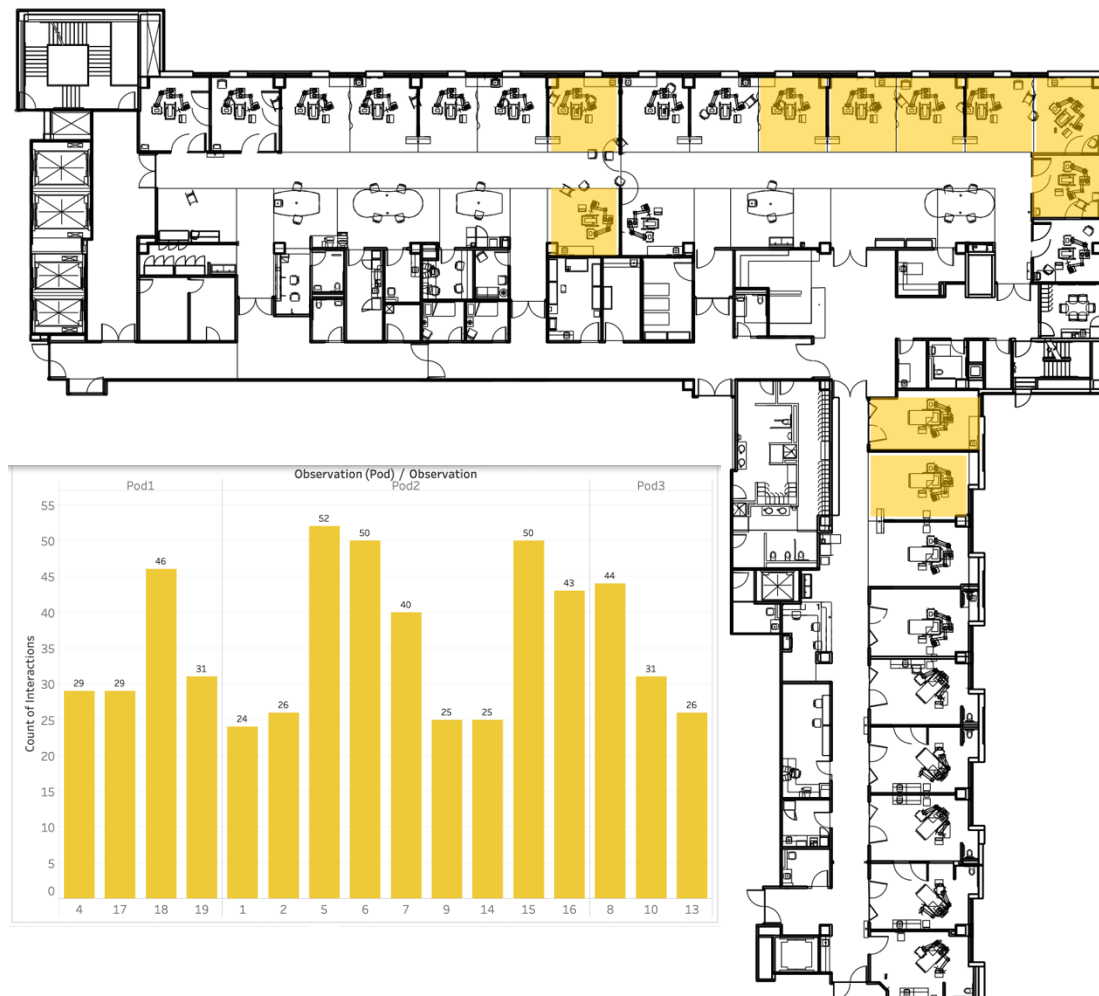 Observation (Pod) / Observation
Pod1 Pod2 Pod3
Count of Interactions
55
50
45
40
35
30
25
20
15
10
5
0
29 29 46 31 24 26 52 50 40 25 25 50 43 44 31 26
4 17 18 19 1 2 5 6 7 9 14 15 16 8 10 13